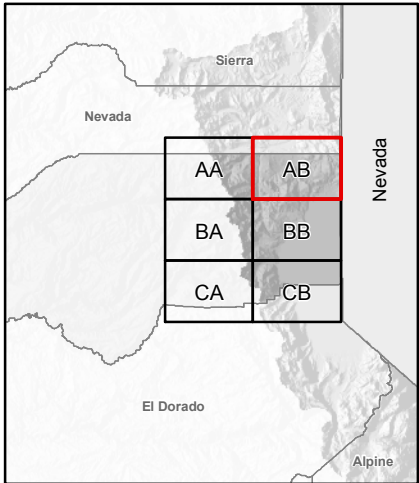 Sierra
Nevada
AA AB
Nevada
BA BB
CA CB
El Dorado
Alpine